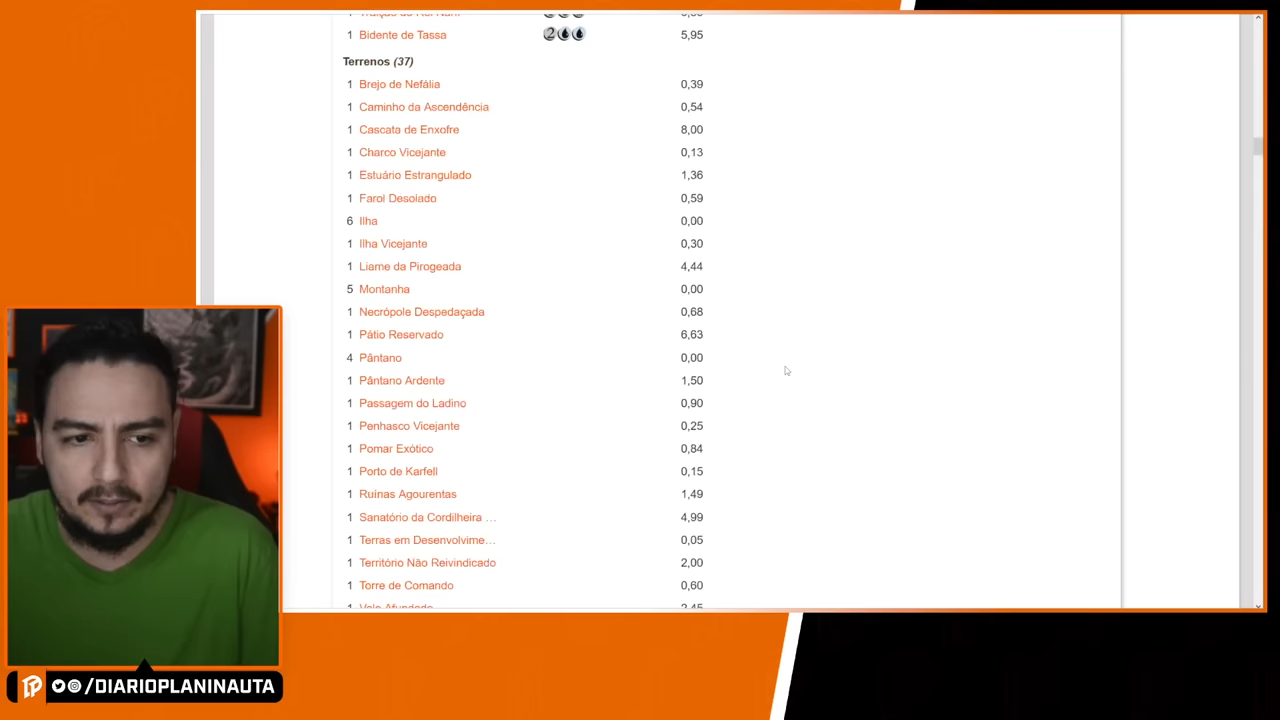 1 Bidente de Tassa 2 5,95
Terrenos (37)
1 Brejo de Nefália 0,39
1 Caminho da Ascendência 0,54
1 Cascata de Enxofre 8,00
1 Charco Vicejante 0,13
1 Estuário Estrangulado 1,36
1 Farol Desolado 0,59
6 Ilha 0,00
1 Ilha Vicejante 0,30
1 Liame da Pirogeada 4,44
5 Montanha 0,00
1 Necrópole Despedaçada 0,68
1 Pátio Reservado 6,63
4 Pântano 0,00
1 Pântano Ardente 1,50
1 Passagem do Ladino 0,90
1 Penhasco Vicejante 0,25
1 Pomar Exótico 0,84
1 Porto de Karfell 0,15
1 Ruínas Agourentas 1,49
1 Sanatório da Cordilheira ... 4,99
1 Terras em Desenvolvime... 0,05
1 Território Não Reivindicado 2,00
1 Torre de Comando 0,60
/DIARIOPLANINAUTA